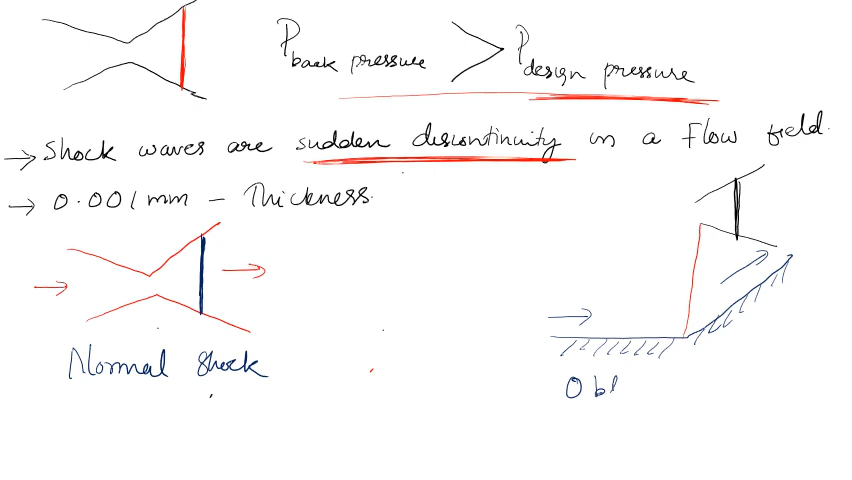 P back pressure > P design pressure
→ Shock waves are sudden discontinuity in a flow field.
→ 0.001 mm - Thickness.
Normal shock
Obl